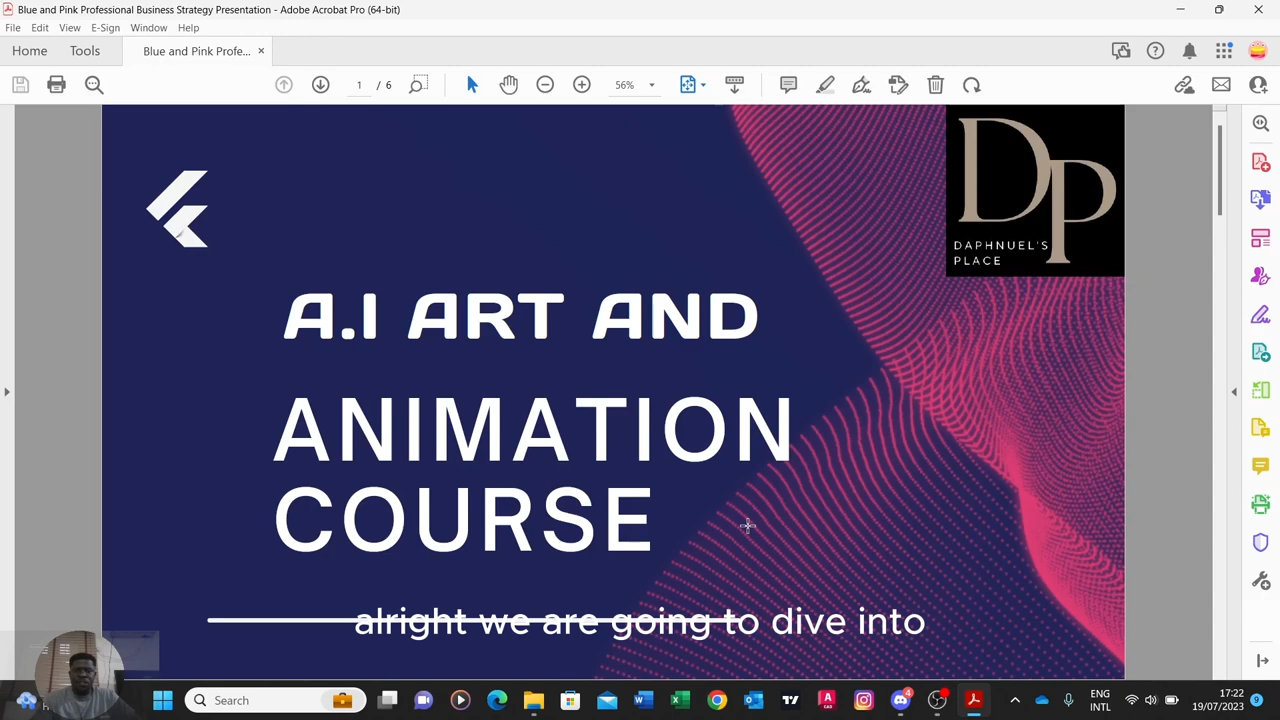 Blue and Pink Professional Business Strategy Presentation - Adobe Acrobat Pro (64-bit)
File Edit View E-Sign Window Help
Home Tools Blue and Pink Profe... ×
1 / 6 56%
DP
DAPHNUEL'S
PLACE
A.I ART AND
ANIMATION
COURSE
alright we are going to dive into
Search
4
ENG
INTL
17:22
19/07/2023
9